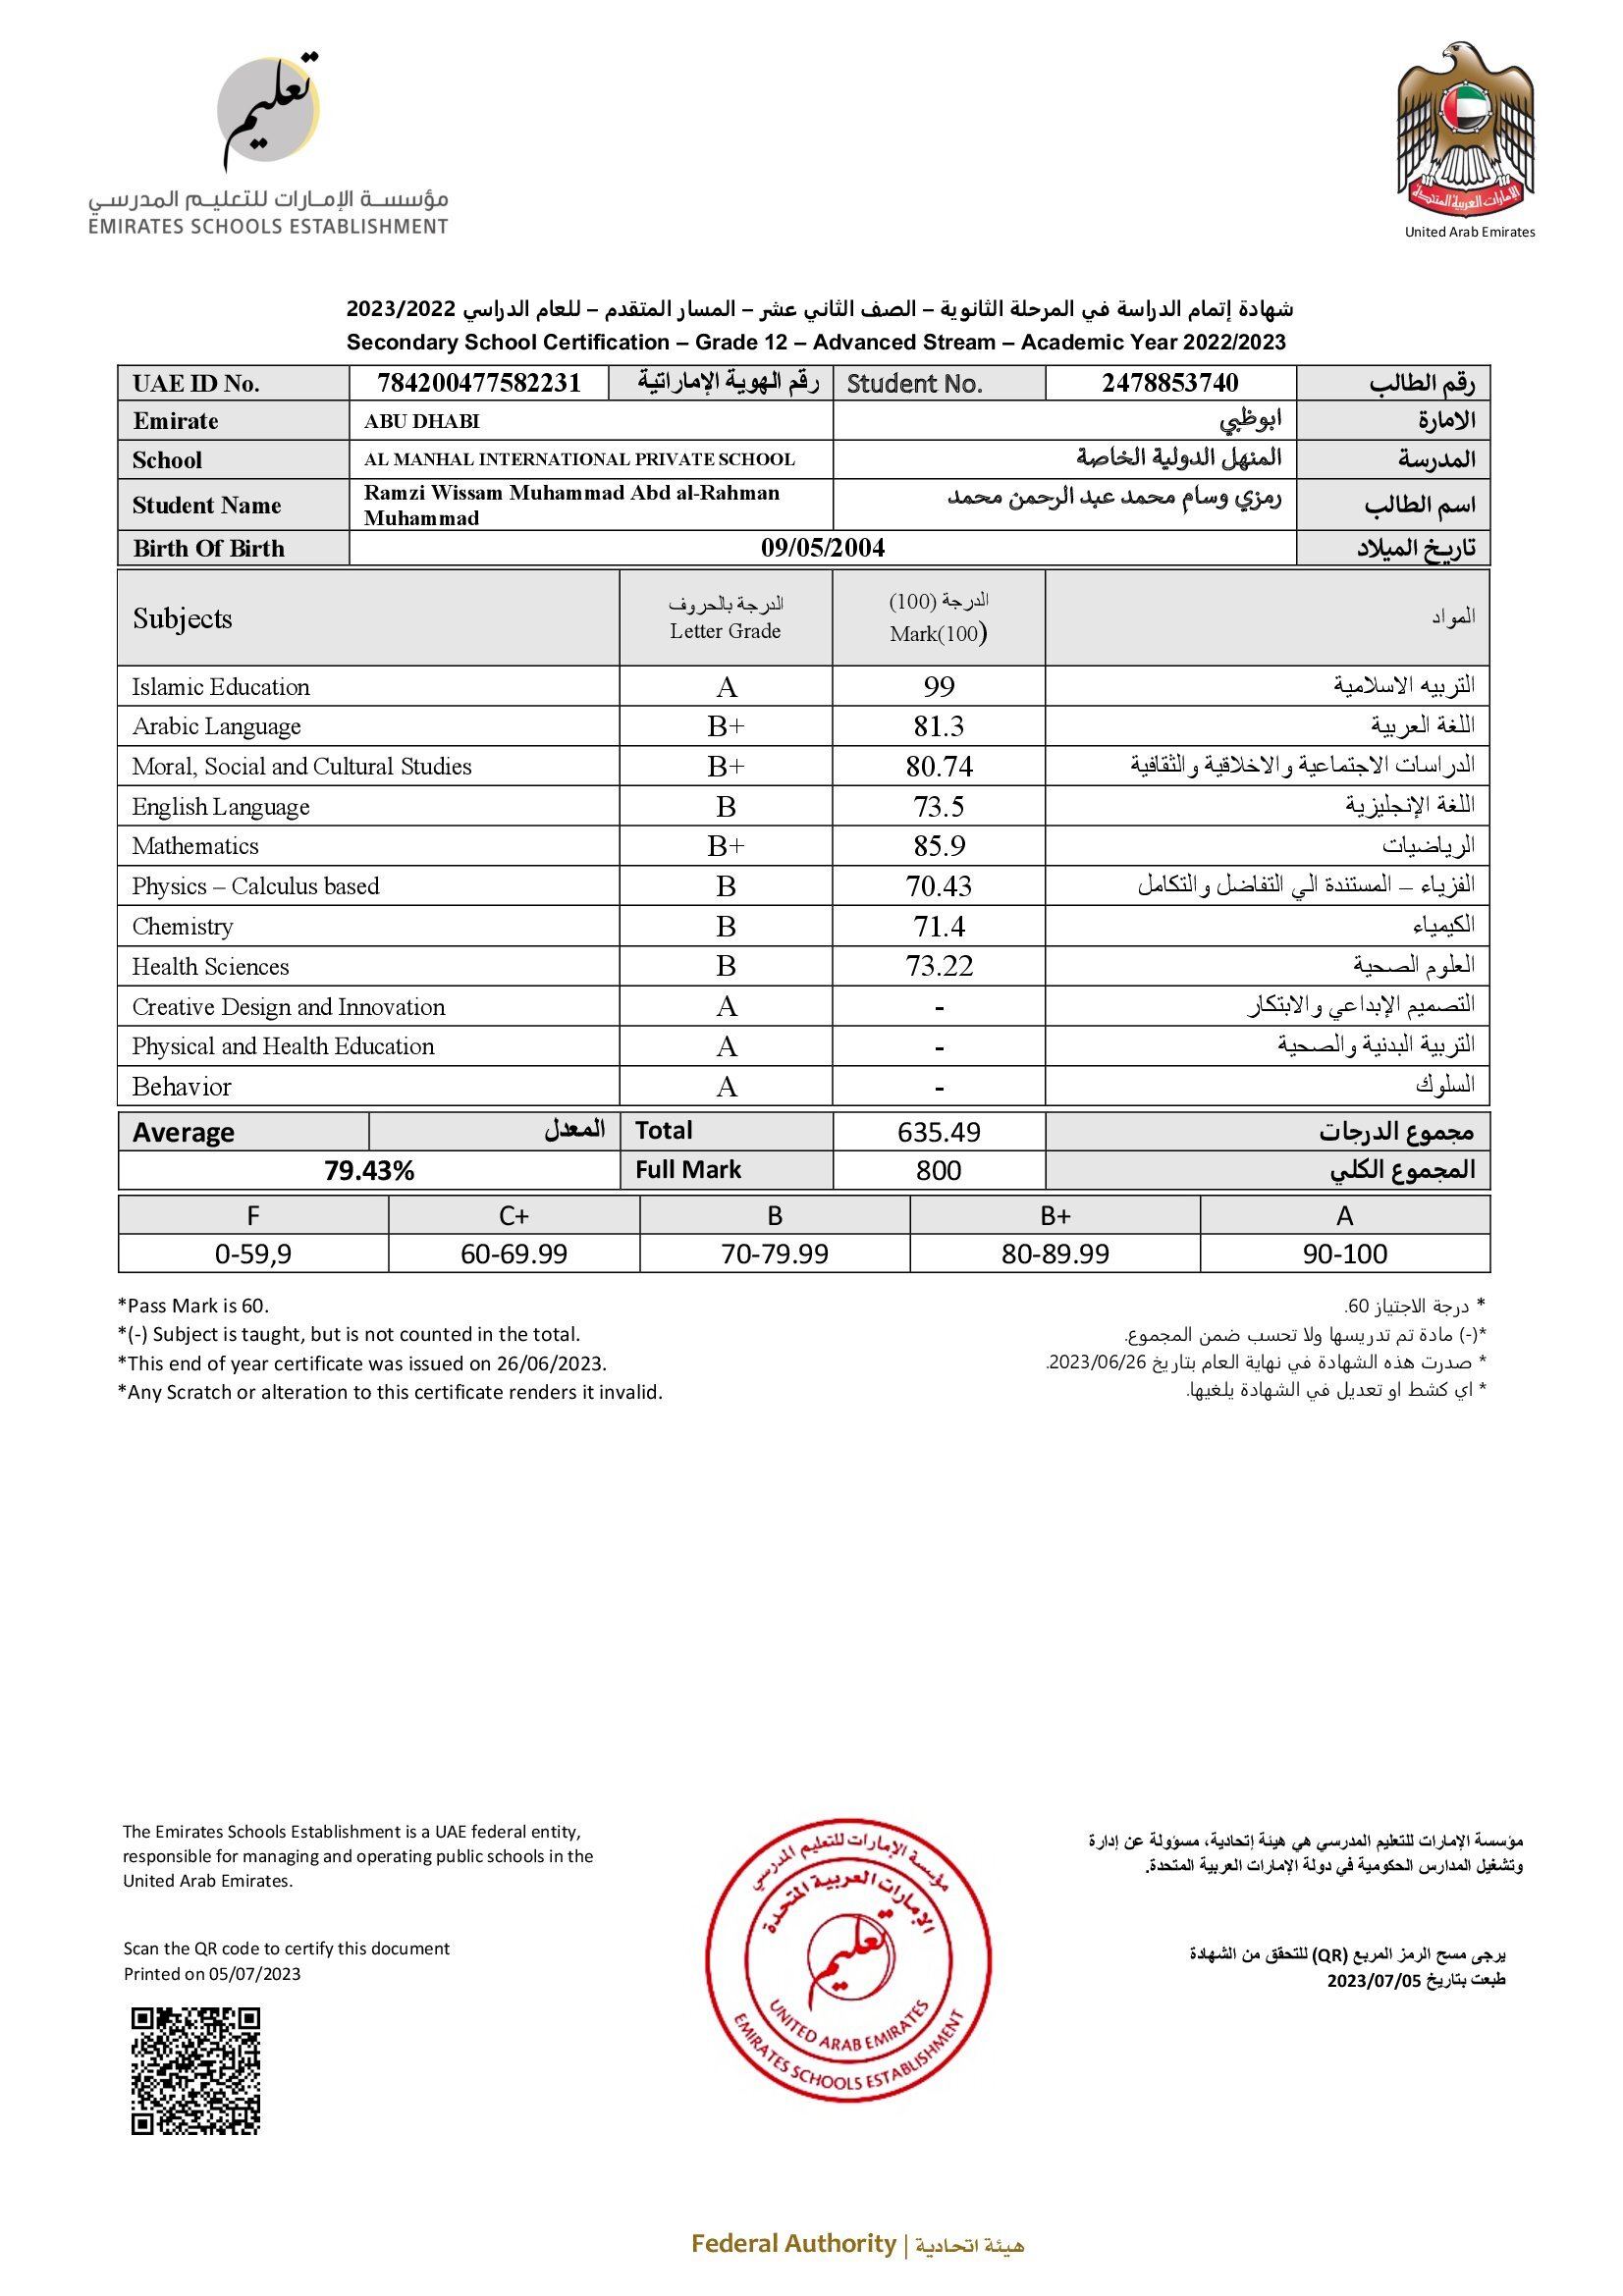 تعليم
مؤسسة الإمارات للتعليم المدرسي
EMIRATES SCHOOLS ESTABLISHMENT
الإمارات العربية المتحدة
United Arab Emirates
شهادة إتمام الدراسة في المرحلة الثانوية – الصف الثاني عشر – المسار المتقدم – للعام الدراسي 2023/2022
Secondary School Certification – Grade 12 – Advanced Stream – Academic Year 2022/2023
UAE ID No. 784200477582231 رقم الهوية الإماراتية Student No. 2478853740 رقم الطالب
Emirate ABU DHABI ابوظبي الامارة
School AL MANHAL INTERNATIONAL PRIVATE SCHOOL المنهل الدولية الخاصة المدرسة
Student Name Ramzi Wissam Muhammad Abd al-Rahman
Muhammad رمزي وسام محمد عبد الرحمن محمد اسم الطالب
Birth Of Birth 09/05/2004 تاريخ الميلاد
Subjects الدرجة بالحروف الدرجة (100) المواد
Letter Grade Mark(100)
Islamic Education A 99 التربيه الاسلامية
Arabic Language B+ 81.3 اللغة العربية
Moral, Social and Cultural Studies B+ 80.74 الدراسات الاجتماعية والاخلاقية والثقافية
English Language B 73.5 اللغة الإنجليزية
Mathematics B+ 85.9 الرياضيات
Physics – Calculus based B 70.43 الفزياء – المستندة الي التفاضل والتكامل
Chemistry B 71.4 الكيمياء
Health Sciences B 73.22 العلوم الصحية
Creative Design and Innovation A - التصميم الإبداعي والابتكار
Physical and Health Education A - التربية البدنية والصحية
Behavior A - السلوك
Average المعدل Total 635.49 مجموع الدرجات
79.43% Full Mark 800 المجموع الكلي
F C+ B B+ A
0-59,9 60-69.99 70-79.99 80-89.99 90-100
*Pass Mark is 60. * درجة الاجتياز 60.
*(-) Subject is taught, but is not counted in the total. *(-) مادة تم تدريسها ولا تحسب ضمن المجموع.
*This end of year certificate was issued on 26/06/2023. * صدرت هذه الشهادة في نهاية العام بتاريخ 2023/06/26.
*Any Scratch or alteration to this certificate renders it invalid. * اي كشط او تعديل في الشهادة يلغيها.
The Emirates Schools Establishment is a UAE federal entity,
responsible for managing and operating public schools in the
United Arab Emirates.
مؤسسة الإمارات للتعليم المدرسي هي هيئة إتحادية، مسؤولة عن إدارة
وتشغيل المدارس الحكومية في دولة الإمارات العربية المتحدة.
مؤسسة الإمارات للتعليم المدرسي
الإمارات العربية المتحدة
تعليم
UNITED ARAB EMIRATES
EMIRATES SCHOOLS ESTABLISHMENT
Scan the QR code to certify this document
Printed on 05/07/2023
يرجى مسح الرمز المربع (QR) للتحقق من الشهادة
طبعت بتاريخ 2023/07/05
Federal Authority | هيئة اتحادية